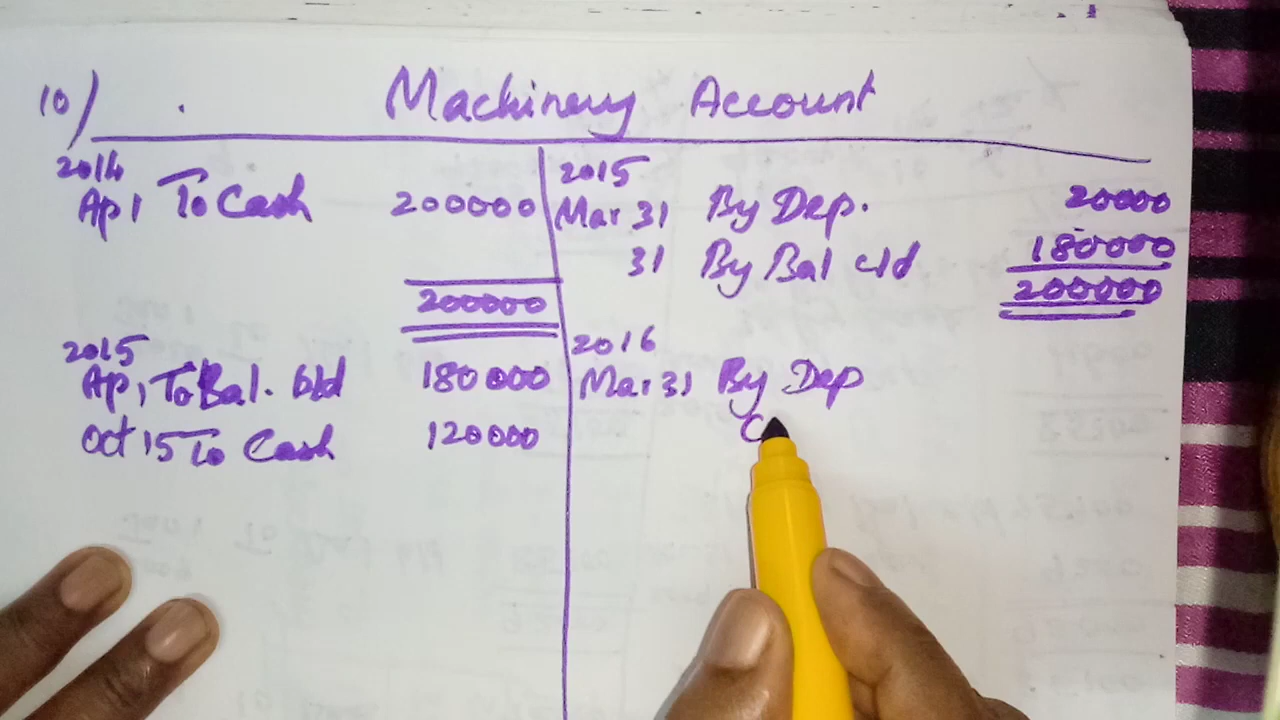 10/ Machinery Account
2014 2015
Ap 1 To Cash 200000 Mar 31 By Dep. 20000
31 By Bal c/d 180000
200000 200000
2015 2016
Ap 1 To Bal. b/d 180000 Mar 31 By Dep
Oct 15 To Cash 120000 (